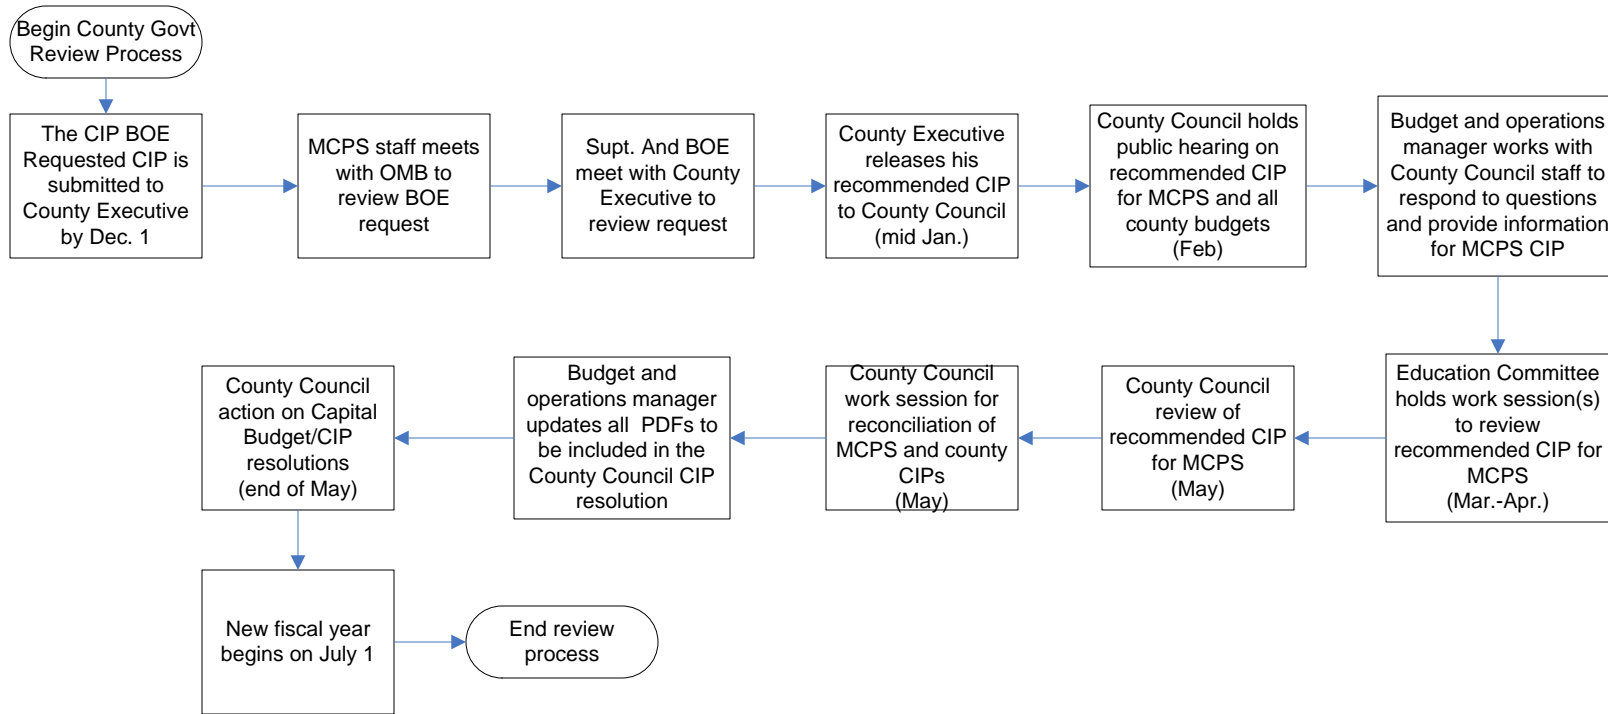 Begin County Govt
Review Process
The CIP BOE
Requested CIP is
submitted to
County Executive
by Dec. 1
MCPS staff meets
with OMB to
review BOE
request
Supt. And BOE
meet with County
Executive to
review request
County Executive
releases his
recommended CIP
to County Council
(mid Jan.)
County Council holds
public hearing on
recommended CIP
for MCPS and all
county budgets
(Feb)
Budget and operations
manager works with
County Council staff to
respond to questions
and provide information
for MCPS CIP
Education Committee
holds work session(s)
to review
recommended CIP for
MCPS
(Mar.-Apr.)
County Council
review of
recommended CIP
for MCPS
(May)
County Council
work session for
reconciliation of
MCPS and county
CIPs
(May)
Budget and
operations manager
updates all PDFs to
be included in the
County Council CIP
resolution
County Council
action on Capital
Budget/CIP
resolutions
(end of May)
New fiscal year
begins on July 1
End review
process